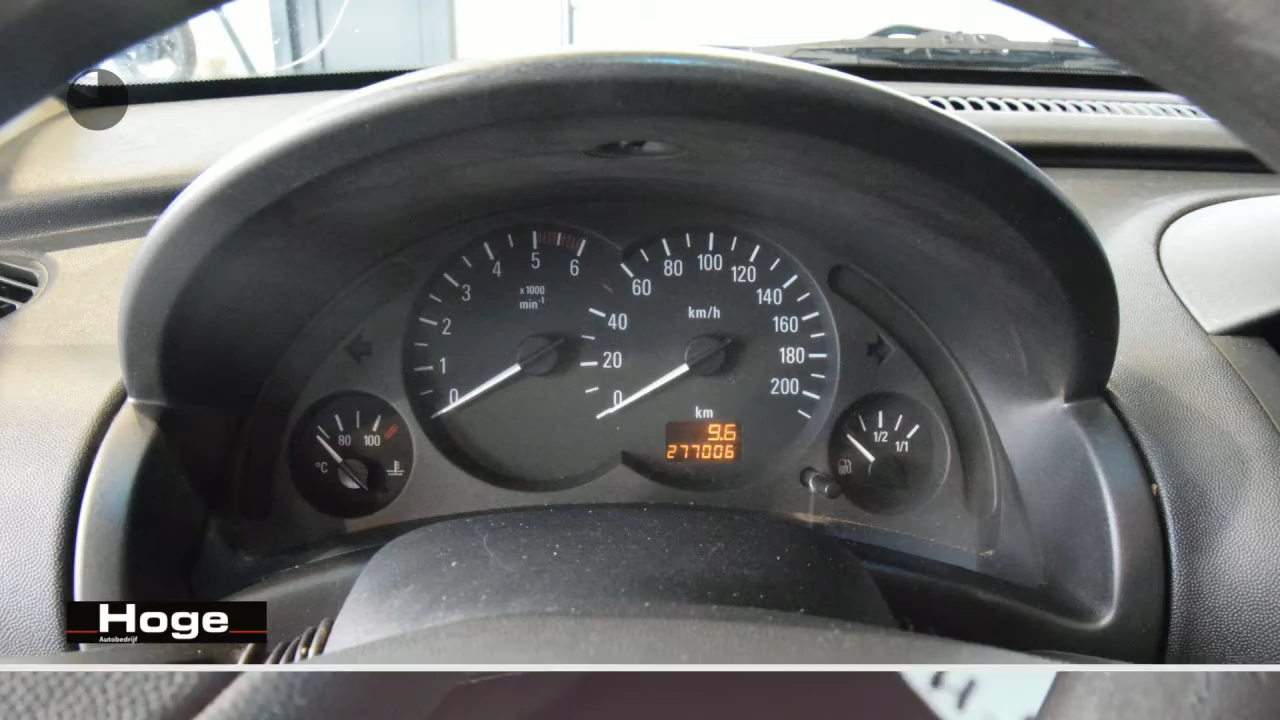 0 1 2 3 4 5 6
x1000
min-1
0 20 40 60 80 100 120 140 160 180 200
km/h
km
9.6
277006
°C 80 100
1/2 1/1
Hoge
Autobedrijf